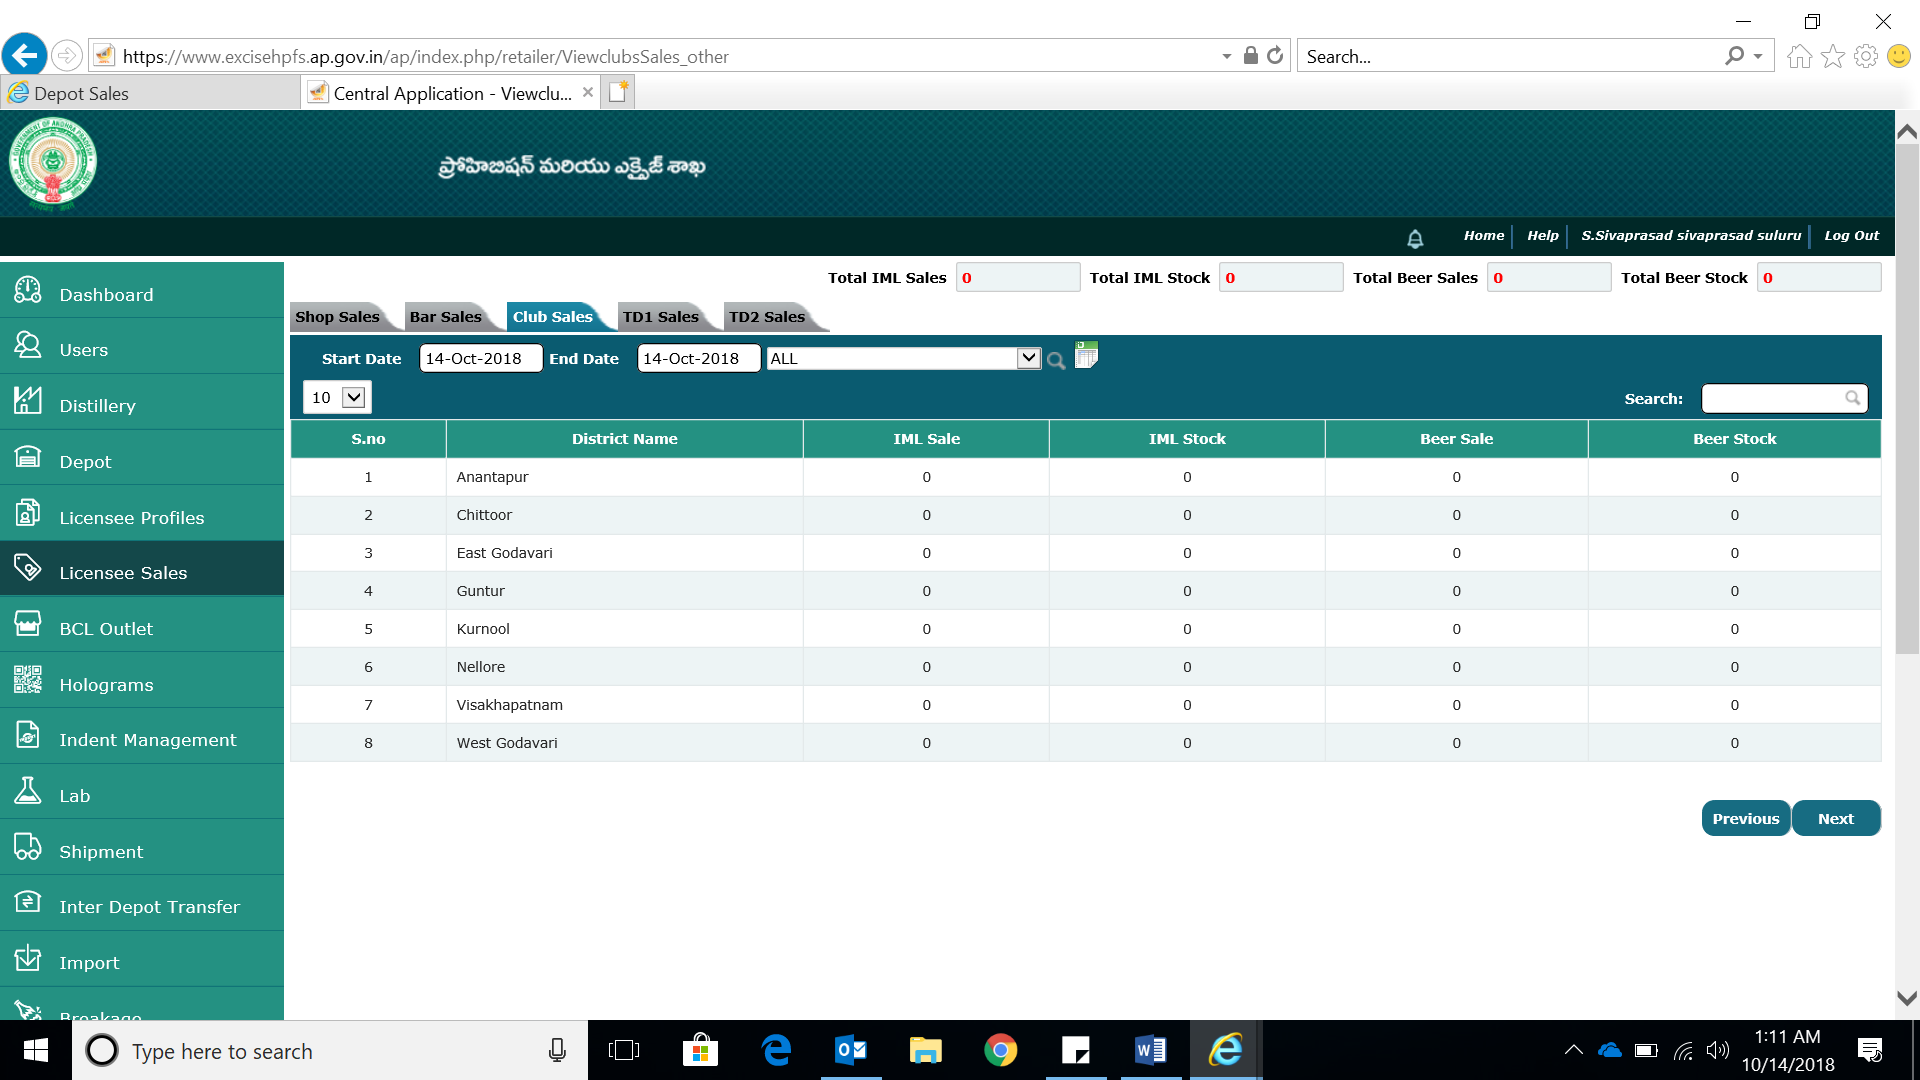 https://www.excisehpfs.ap.gov.in/ap/index.php/retailer/ViewclubsSales_other
Search...
Depot Sales
Central Application - Viewclu...
ప్రోహిబిషన్ మరియు ఎక్సైజ్ శాఖ
Home Help S.Sivaprasad sivaprasad suluru Log Out
Total IML Sales 0 Total IML Stock 0 Total Beer Sales 0 Total Beer Stock 0
Shop Sales Bar Sales Club Sales TD1 Sales TD2 Sales
Start Date 14-Oct-2018 End Date 14-Oct-2018 ALL
10 Search:
S.no District Name IML Sale IML Stock Beer Sale Beer Stock
1 Anantapur 0 0 0 0
2 Chittoor 0 0 0 0
3 East Godavari 0 0 0 0
4 Guntur 0 0 0 0
5 Kurnool 0 0 0 0
6 Nellore 0 0 0 0
7 Visakhapatnam 0 0 0 0
8 West Godavari 0 0 0 0
Previous Next
Dashboard
Users
Distillery
Depot
Licensee Profiles
Licensee Sales
BCL Outlet
Holograms
Indent Management
Lab
Shipment
Inter Depot Transfer
Import
Breakage
Type here to search
1:11 AM
10/14/2018